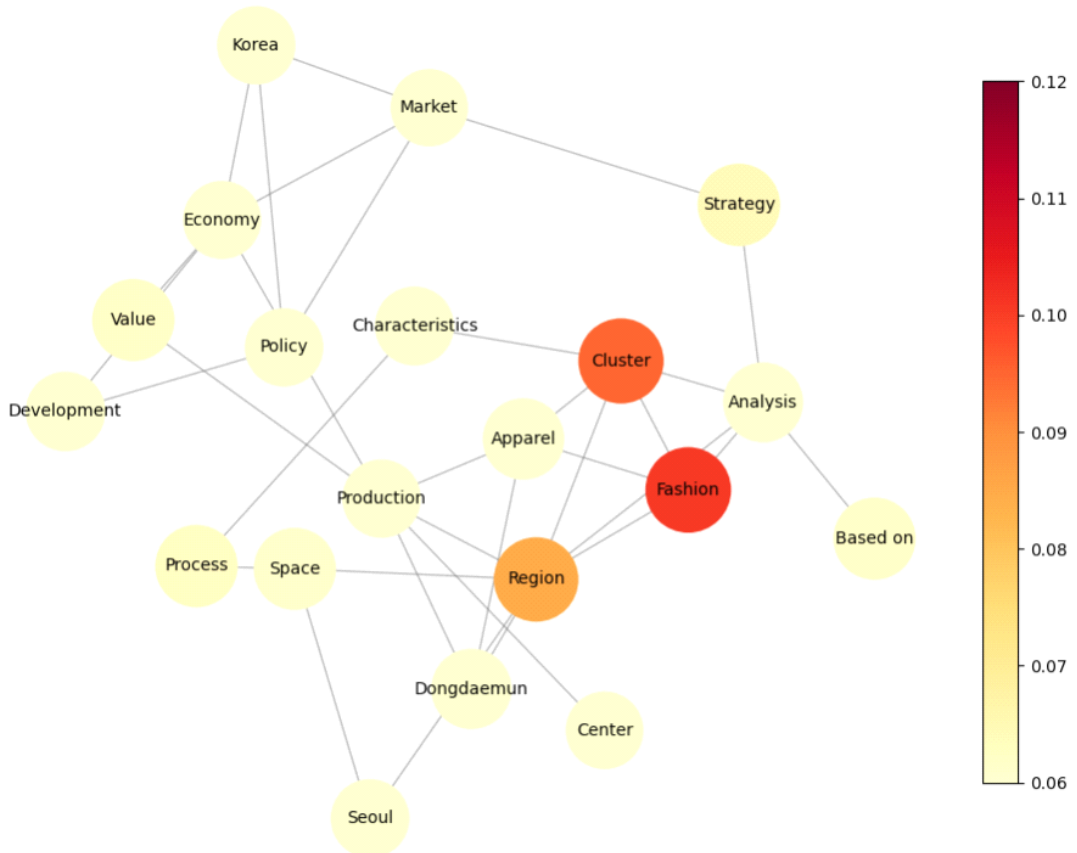 Korea
Market
Strategy
Economy
Value
Policy
Characteristics
Cluster
Development
Analysis
Apparel
Fashion
Production
Based on
Process
Space
Region
Dongdaemun
Center
Seoul
0.12
0.11
0.10
0.09
0.08
0.07
0.06